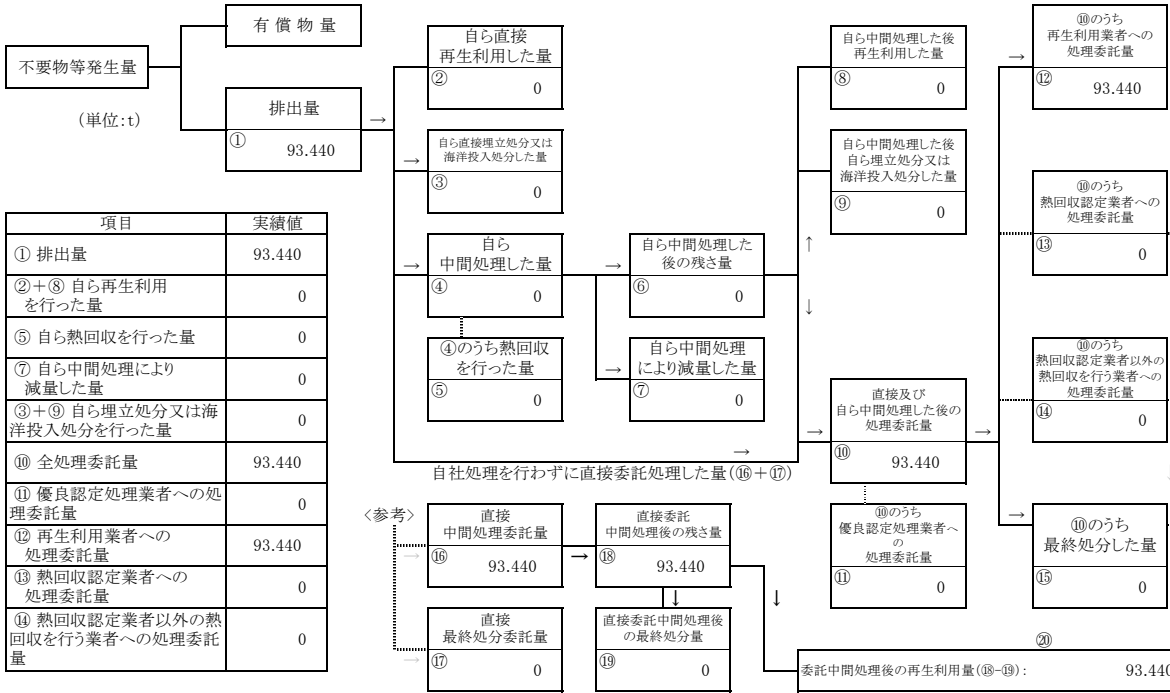 不要物等発生量
(単位:t)
有 償 物 量
排出量
①
93.440
→
自ら直接
再生利用した量
②
0
→
自ら直接埋立処分又は
海洋投入処分した量
③
0
→
自ら
中間処理した量
④
0
④のうち熱回収
を行った量
⑤
0
→
自ら中間処理した
後の残さ量
⑥
0
→
自ら中間処理
により減量した量
⑦
0
自ら中間処理した後
再生利用した量
⑧
0
自ら中間処理した後
自ら埋立処分又は
海洋投入処分した量
⑨
0
↑
↓
→
自社処理を行わずに直接委託処理した量(⑯+⑰)
→
直接及び
自ら中間処理した後の
処理委託量
⑩
93.440
⑩のうち
優良認定処理業者へ
の
処理委託量
⑪
0
→
→
⑩のうち
再生利用業者への
処理委託量
⑫
93.440
⑩のうち
熱回収認定業者への
処理委託量
⑬
0
⑩のうち
熱回収認定業者以外の
熱回収を行う業者への
処理委託量
⑭
0
→
⑩のうち
最終処分した量
⑮
0
項目 実績値
① 排出量 93.440
②+⑧ 自ら再生利用
を行った量 0
⑤ 自ら熱回収を行った量 0
⑦ 自ら中間処理により
減量した量 0
③+⑨ 自ら埋立処分又は海
洋投入処分を行った量 0
⑩ 全処理委託量 93.440
⑪ 優良認定処理業者への処
理委託量 0
⑫ 再生利用業者への
処理委託量 93.440
⑬ 熱回収認定業者への
処理委託量 0
⑭ 熱回収認定業者以外の熱
回収を行う業者への処理委託
量 0
〈参考〉
→
直接
中間処理委託量
⑯
93.440
→
直接委託
中間処理後の残さ量
⑱
93.440
↓
↓
→
直接
最終処分委託量
⑰
0
直接委託中間処理後
の最終処分量
⑲
0
⑳
委託中間処理後の再生利用量(⑱-⑲): 93.440